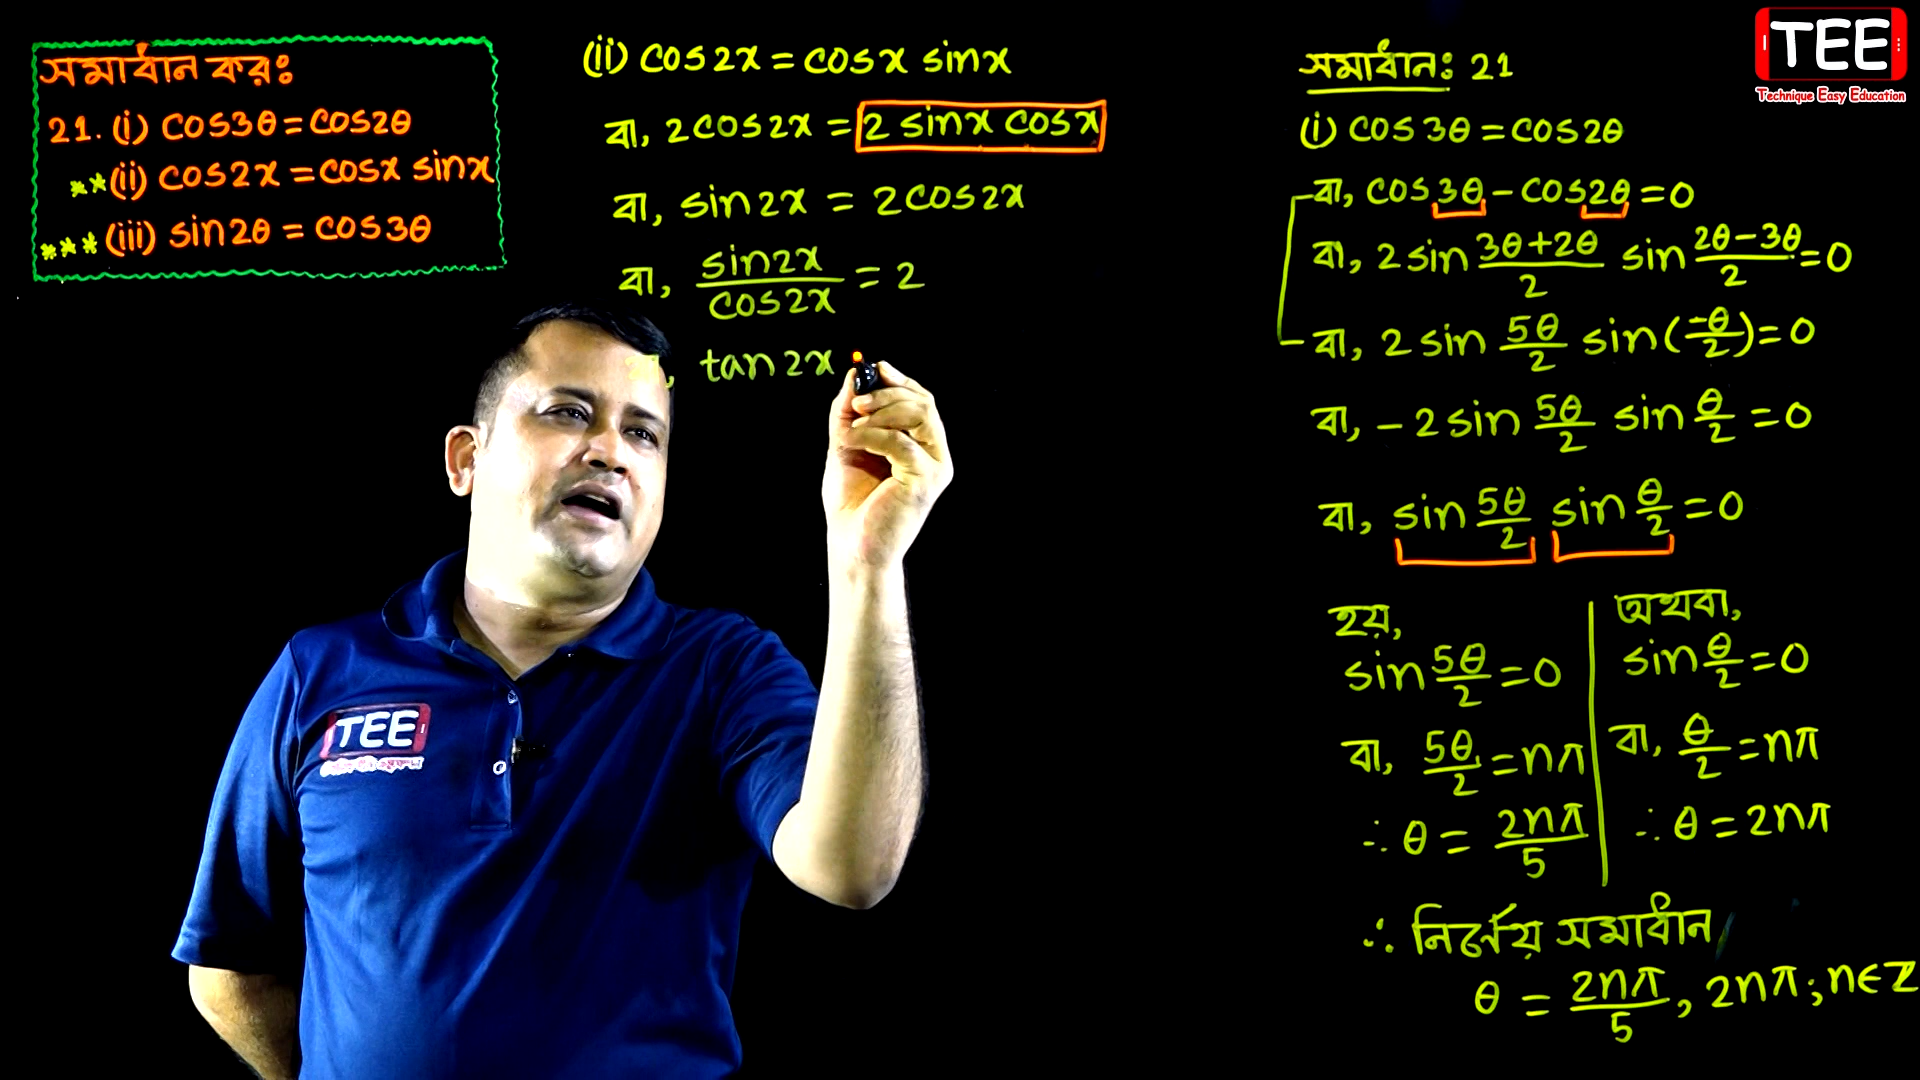 সমাধান করঃ
21. (i) cos3θ = cos2θ
**(ii) cos2x = cosx sinx
***(iii) sin2θ = cos3θ
(ii) cos2x = cosx sinx
বা, 2cos2x = 2 sinx cosx
বা, sin2x = 2cos2x
বা, sin2x/cos2x = 2
, tan2x
TEE
Technique Easy Education
সমাধানঃ 21
(i) cos3θ = cos2θ
বা, cos3θ - cos2θ = 0
বা, 2 sin (3θ+2θ)/2 sin (2θ-3θ)/2 = 0
বা, 2 sin 5θ/2 sin(-θ/2) = 0
বা, -2 sin 5θ/2 sin θ/2 = 0
বা, sin 5θ/2 sin θ/2 = 0
হয়,
sin 5θ/2 = 0
বা, 5θ/2 = nπ
∴ θ = 2nπ/5
অথবা,
sin θ/2 = 0
বা, θ/2 = nπ
∴ θ = 2nπ
∴ নির্ণেয় সমাধান,
θ = 2nπ/5, 2nπ; n∈Z
TEE